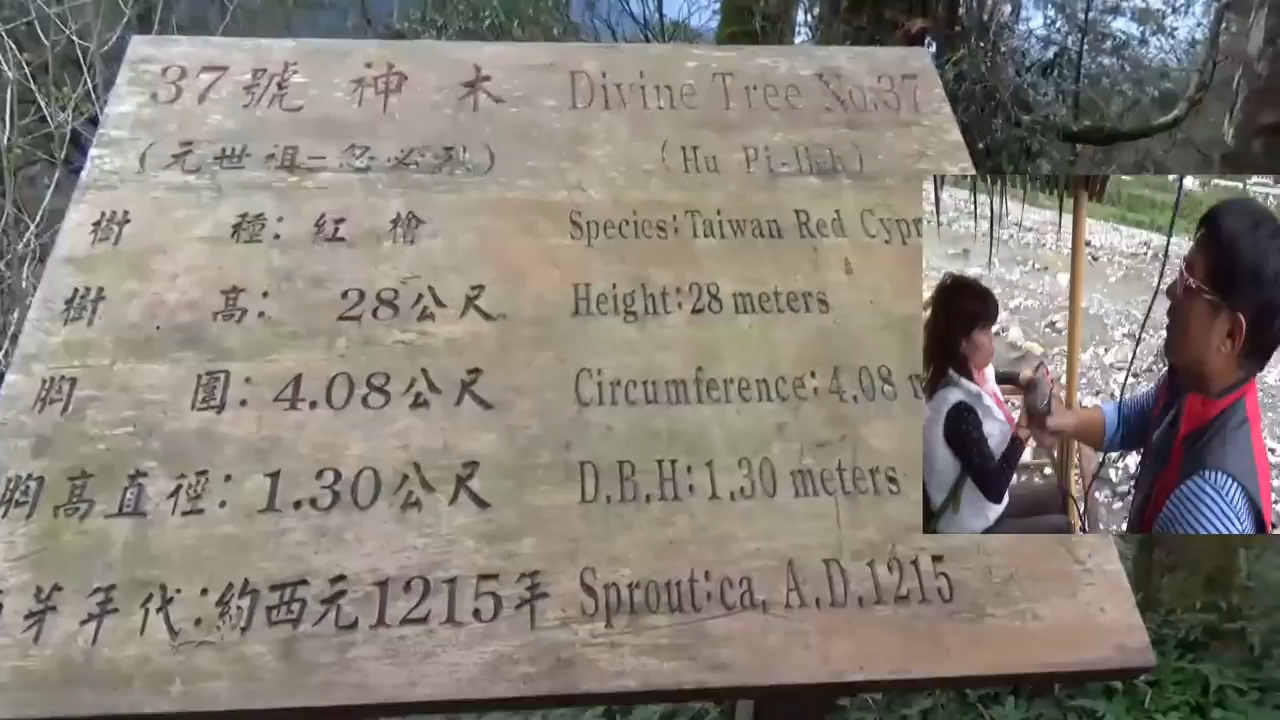 37號 神 木 Divine Tree No.37
(元世祖-忽必烈) (Hu Pi-lieh)
樹 種: 紅 檜 Species:Taiwan Red Cypr
樹 高: 28公尺 Height:28 meters
胸 圍: 4.08公尺 Circumference:4.08
胸高直徑: 1.30公尺 D.B.H:1.30 meters
芽年代:約西元1215年 Sprout:ca. A.D.1215